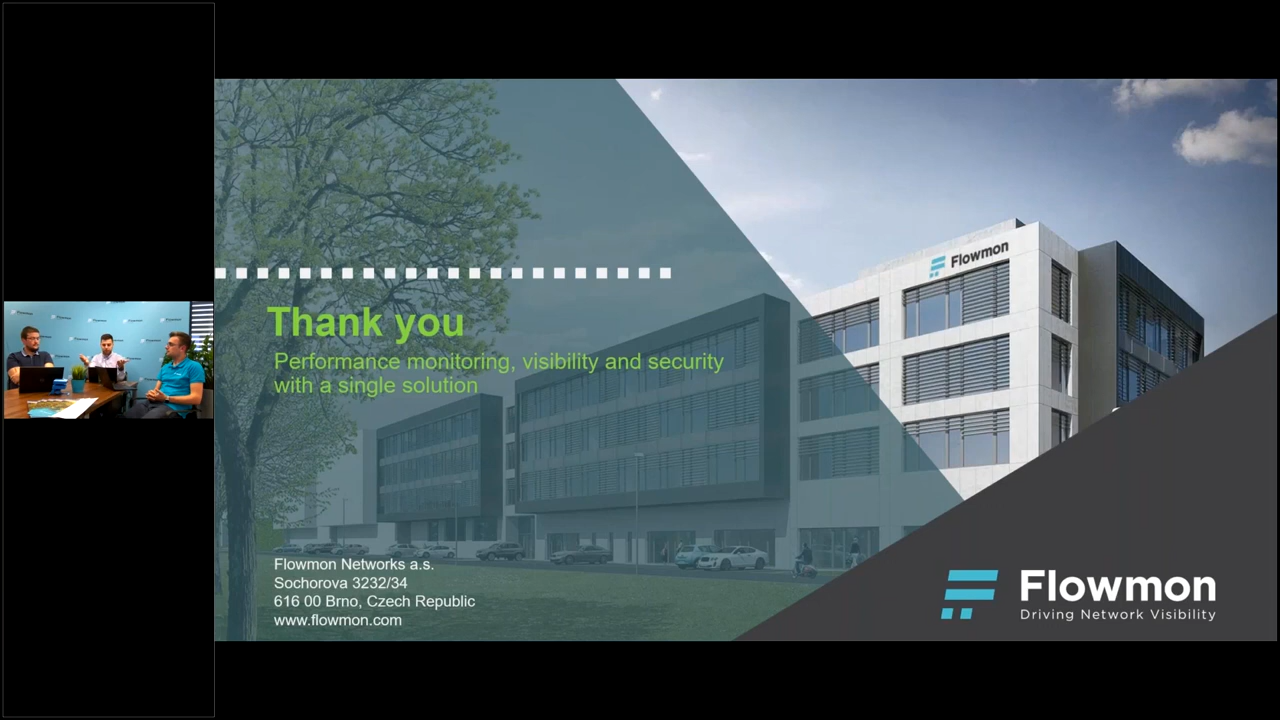 Flowmon
Thank you
Performance monitoring, visibility and security
with a single solution
Flowmon Networks a.s.
Sochorova 3232/34
616 00 Brno, Czech Republic
www.flowmon.com
Flowmon
Driving Network Visibility